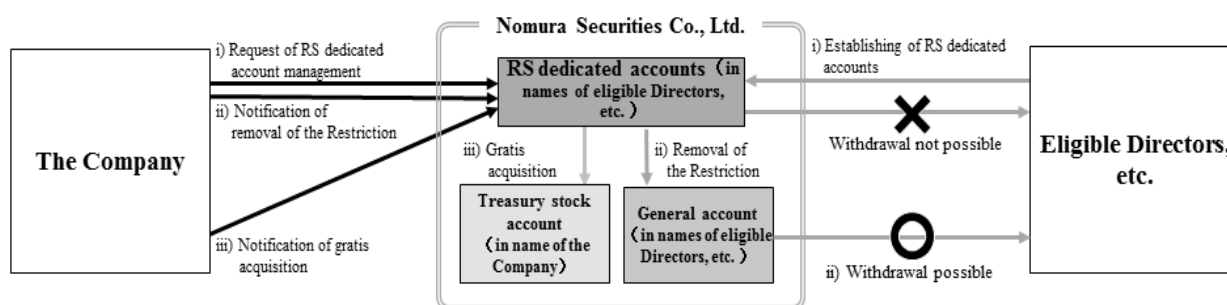 Nomura Securities Co., Ltd.
The Company
i) Request of RS dedicated
account management
ii) Notification of
removal of the Restriction
iii) Notification of gratis
acquisition
RS dedicated accounts（in
names of eligible Directors,
etc.）
iii) Gratis
acquisition
ii) Removal of
the Restriction
Treasury stock
account
（in name of the
Company）
General account
（in names of eligible
Directors, etc.）
i) Establishing of RS dedicated
accounts
Withdrawal not possible
ii) Withdrawal possible
Eligible Directors,
etc.